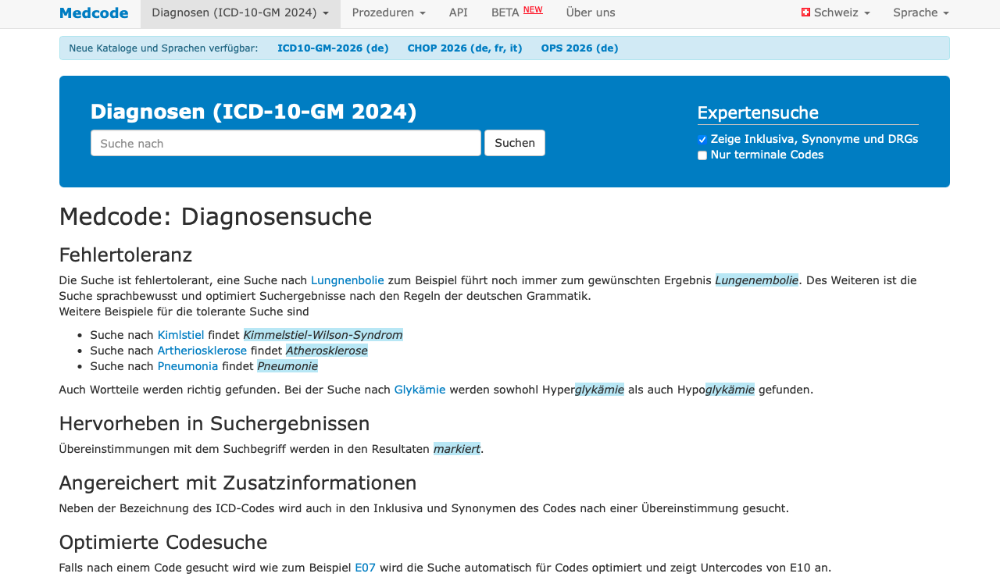 Medcode Diagnosen (ICD-10-GM 2024) Prozeduren API BETA NEW Über uns Schweiz Sprache
Neue Kataloge und Sprachen verfügbar: ICD10-GM-2026 (de) CHOP 2026 (de, fr, it) OPS 2026 (de)
Diagnosen (ICD-10-GM 2024)
Suche nach
Suchen
Expertensuche
Zeige Inklusiva, Synonyme und DRGs
Nur terminale Codes
Medcode: Diagnosensuche
Fehlertoleranz
Die Suche ist fehlertolerant, eine Suche nach Lungnenbolie zum Beispiel führt noch immer zum gewünschten Ergebnis Lungenembolie. Des Weiteren ist die
Suche sprachbewusst und optimiert Suchergebnisse nach den Regeln der deutschen Grammatik.
Weitere Beispiele für die tolerante Suche sind
• Suche nach Kimlstiel findet Kimmelstiel-Wilson-Syndrom
• Suche nach Artheriosklerose findet Atherosklerose
• Suche nach Pneumonia findet Pneumonie
Auch Wortteile werden richtig gefunden. Bei der Suche nach Glykämie werden sowhohl Hyperglykämie als auch Hypoglykämie gefunden.
Hervorheben in Suchergebnissen
Übereinstimmungen mit dem Suchbegriff werden in den Resultaten markiert.
Angereichert mit Zusatzinformationen
Neben der Bezeichnung des ICD-Codes wird auch in den Inklusiva und Synonymen des Codes nach einer Übereinstimmung gesucht.
Optimierte Codesuche
Falls nach einem Code gesucht wird wie zum Beispiel E07 wird die Suche automatisch für Codes optimiert und zeigt Untercodes von E10 an.